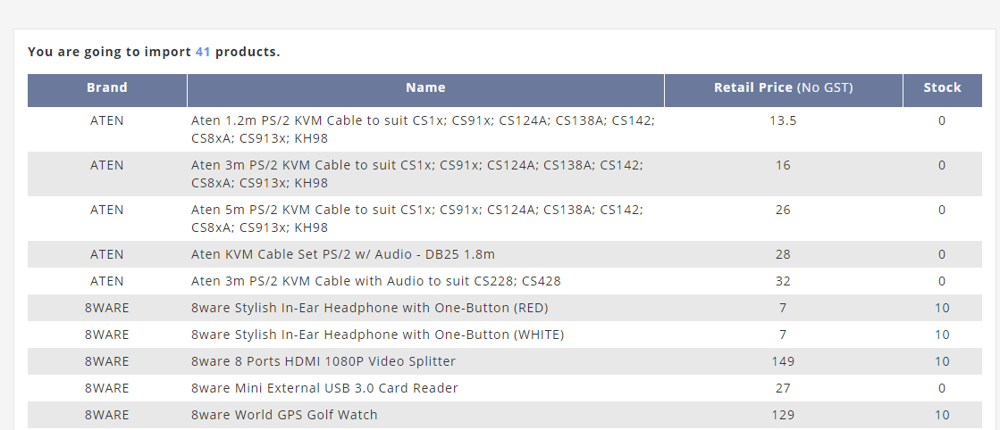 You are going to import 41 products.
Brand Name Retail Price (No GST) Stock
ATEN Aten 1.2m PS/2 KVM Cable to suit CS1x; CS91x; CS124A; CS138A; CS142; 13.5 0
CS8xA; CS913x; KH98
ATEN Aten 3m PS/2 KVM Cable to suit CS1x; CS91x; CS124A; CS138A; CS142; 16 0
CS8xA; CS913x; KH98
ATEN Aten 5m PS/2 KVM Cable to suit CS1x; CS91x; CS124A; CS138A; CS142; 26 0
CS8xA; CS913x; KH98
ATEN Aten KVM Cable Set PS/2 w/ Audio - DB25 1.8m 28 0
ATEN Aten 3m PS/2 KVM Cable with Audio to suit CS228; CS428 32 0
8WARE 8ware Stylish In-Ear Headphone with One-Button (RED) 7 10
8WARE 8ware Stylish In-Ear Headphone with One-Button (WHITE) 7 10
8WARE 8ware 8 Ports HDMI 1080P Video Splitter 149 10
8WARE 8ware Mini External USB 3.0 Card Reader 27 0
8WARE 8ware World GPS Golf Watch 129 10